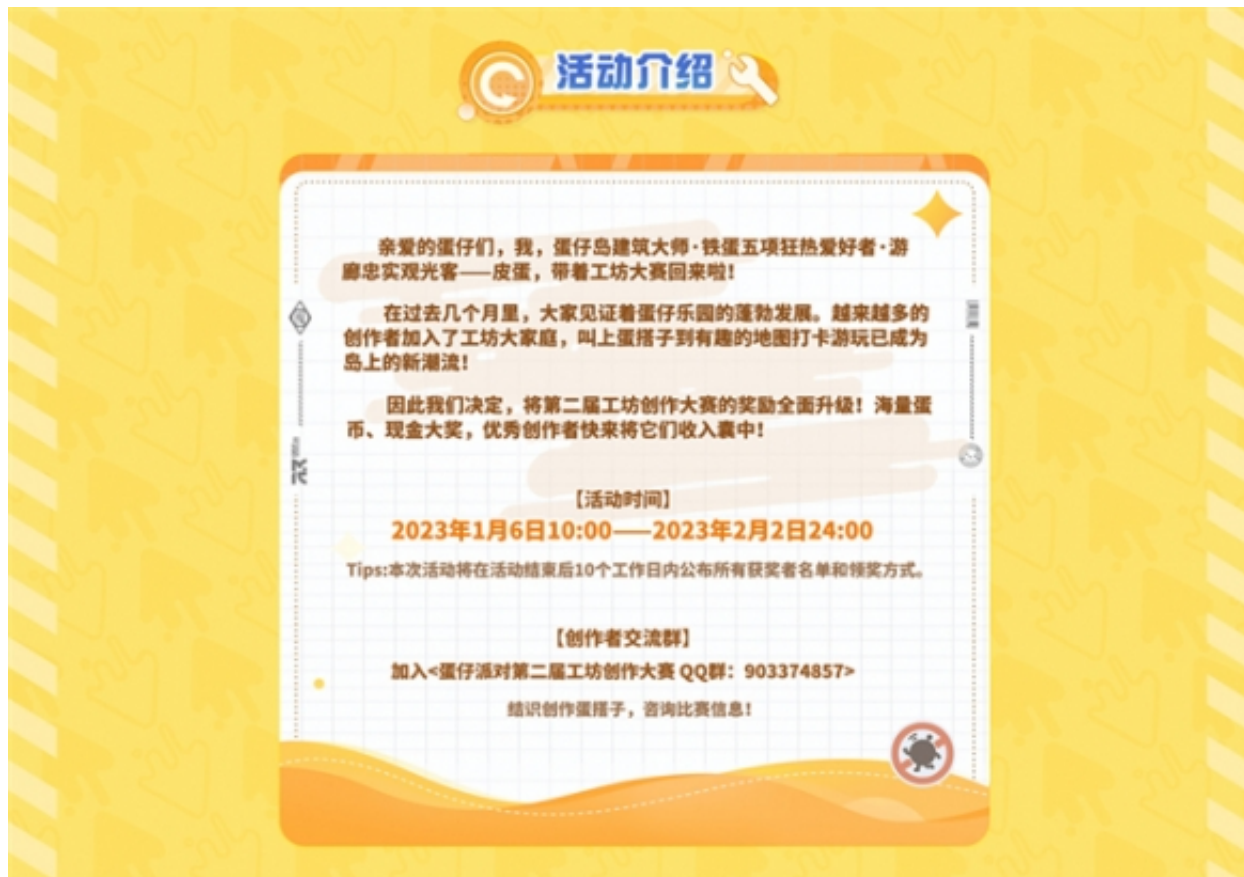 活动介绍
亲爱的蛋仔们，我，蛋仔岛建筑大师·铁蛋五项狂热爱好者·游
廊忠实观光客——皮蛋，带着工坊大赛回来啦！
在过去几个月里，大家见证着蛋仔乐园的蓬勃发展。越来越多的
创作者加入了工坊大家庭，叫上蛋搭子到有趣的地图打卡游玩已成为
岛上的新潮流！
因此我们决定，将第二届工坊创作大赛的奖励全面升级！海量蛋
币、现金大奖，优秀创作者快来将它们收入囊中！
【活动时间】
2023年1月6日10:00——2023年2月2日24:00
Tips:本次活动将在活动结束后10个工作日内公布所有获奖者名单和领奖方式。
【创作者交流群】
加入<蛋仔派对第二届工坊创作大赛 QQ群：903374857>
结识创作蛋搭子，咨询比赛信息！